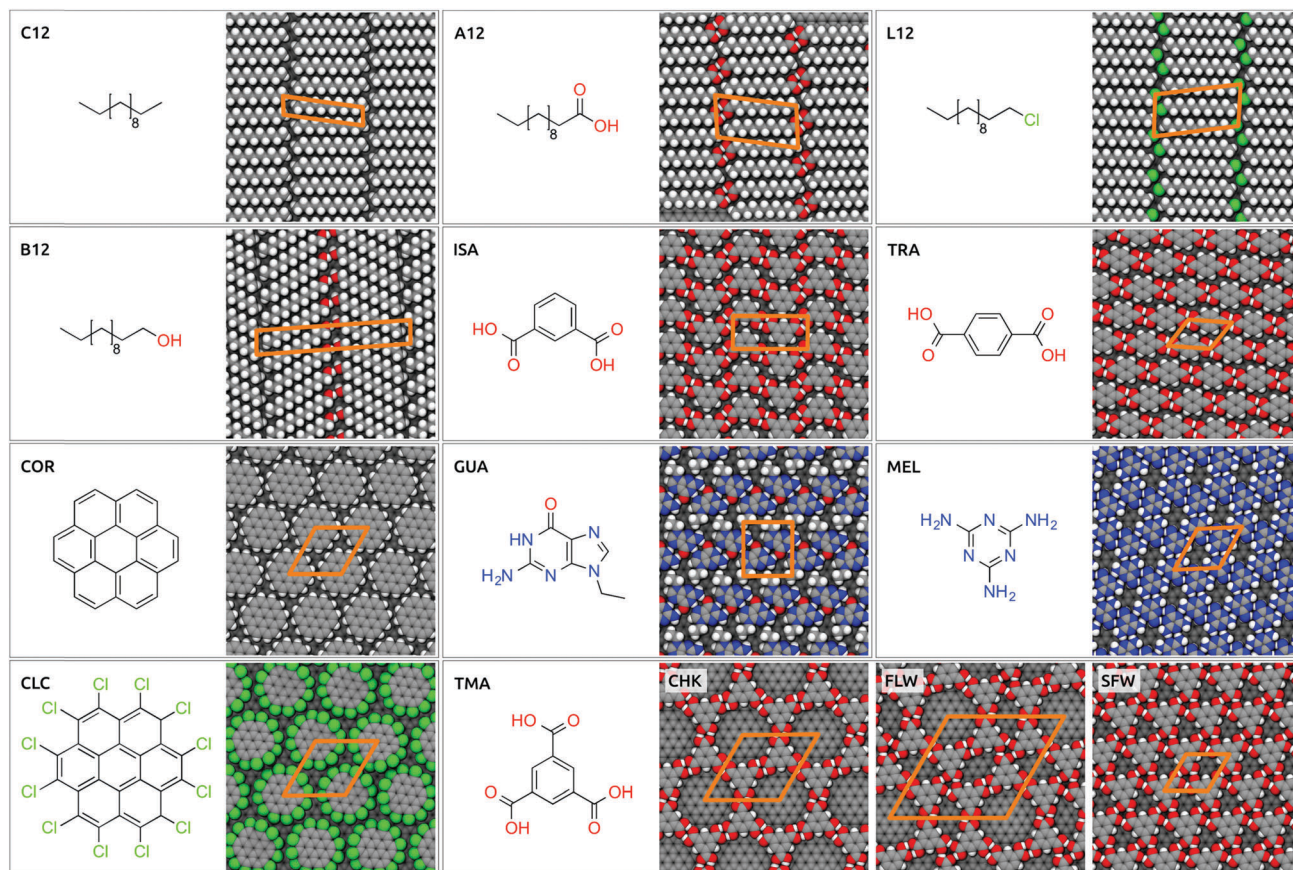 C12
8
A12
O
OH
8
L12
Cl
8
B12
OH
8
ISA
HO O
O OH
TRA
HO O
O OH
COR
GUA
O
HN N
H2N N N
MEL
H2N N NH2
N N
NH2
CLC
Cl Cl
Cl Cl
Cl Cl
Cl Cl
Cl Cl
Cl Cl
TMA
HO O
O OH
OH O
CHK
FLW
SFW